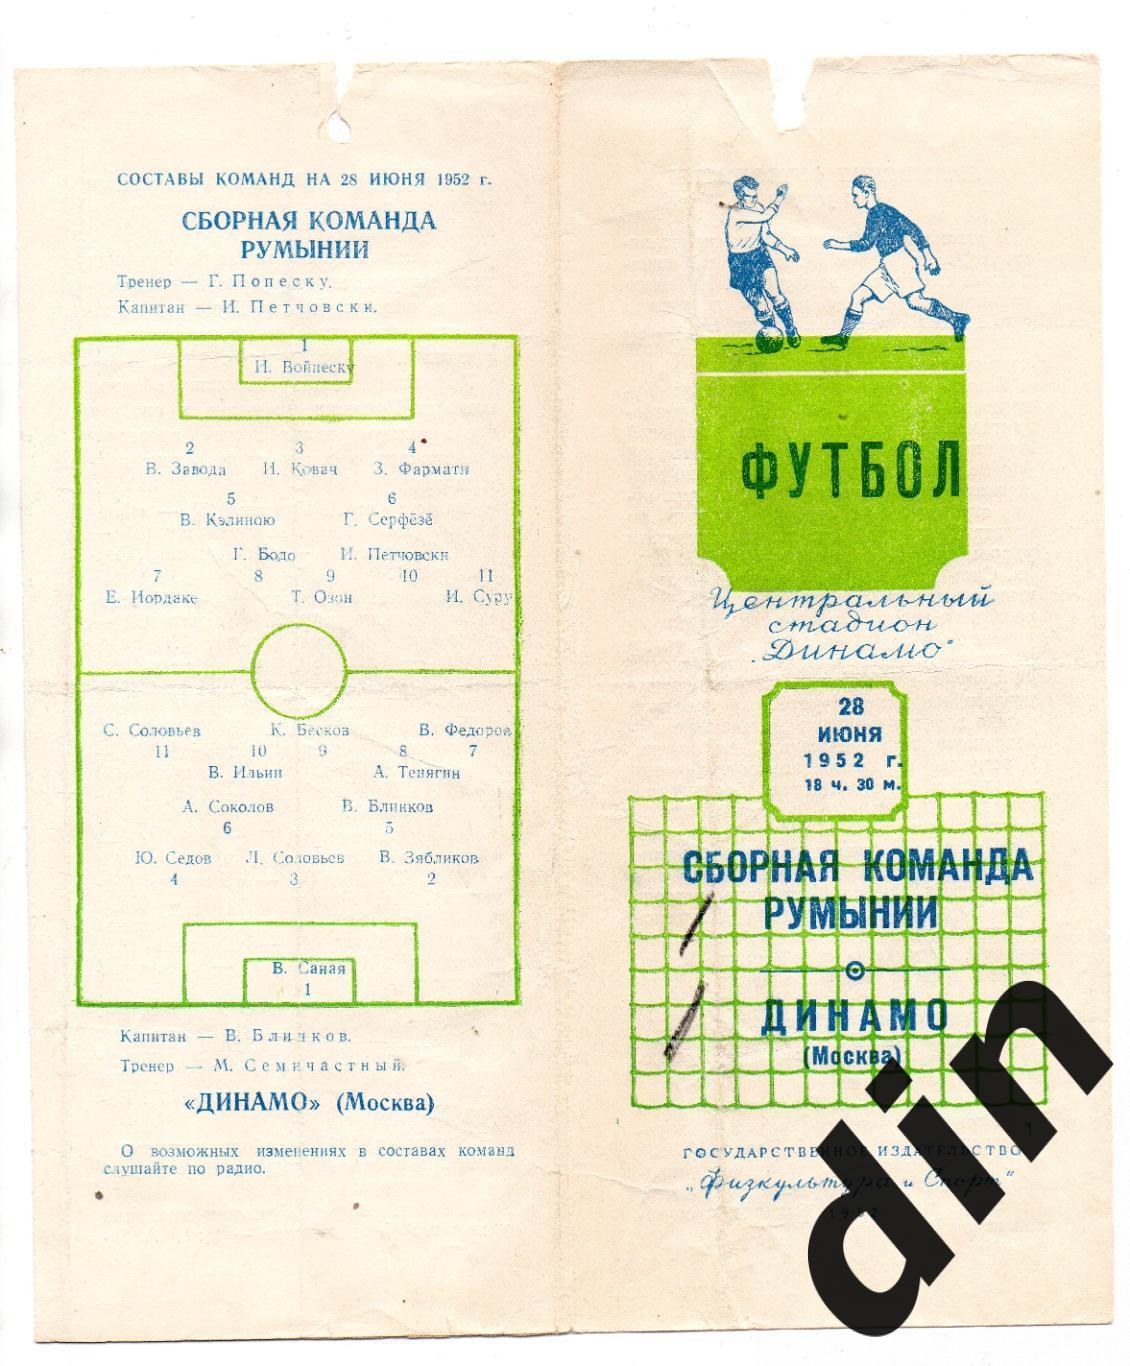 СОСТАВЫ КОМАНД НА 28 ИЮНЯ 1952 г.
СБОРНАЯ КОМАНДА
РУМЫНИИ
Тренер — Г. Попеску.
Капитан — И. Петчовски.
1
И. Войнеску
2 3 4
В. Завода И. Ковач З. Фармати
5 6
В. Кэлиною Г. Серфёзё
Г. Бодо И. Петчовски
7 8 9 10 11
Е. Иордаке Т. Озон И. Суру
С. Соловьев К. Бесков В. Федоров
11 10 9 8 7
В. Ильин А. Тенягин
А. Соколов В. Блинков
6 5
Ю. Седов Л. Соловьев В. Зябликов
4 3 2
В. Саная
1
Капитан — В. Блинков.
Тренер — М. Семичастный.
«ДИНАМО» (Москва)
О возможных изменениях в составах команд
слушайте по радио.
ФУТБОЛ
Центральный
стадион
„Динамо"
28
ИЮНЯ
1952 г.
18 ч. 30 м.
СБОРНАЯ КОМАНДА
РУМЫНИИ
ДИНАМО
(Москва)
ГОСУДАРСТВЕННОЕ ИЗДАТЕЛЬСТВО
„Физкультура и Спорт"
1952
din